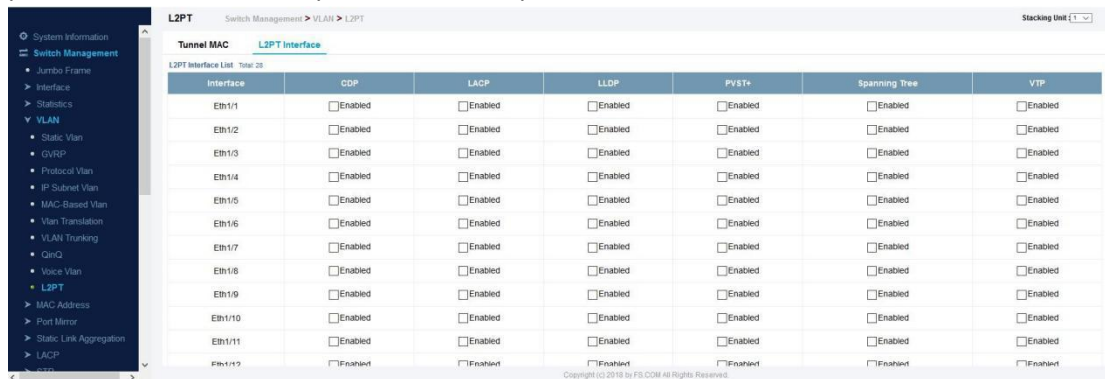 L2PT Switch Management > VLAN > L2PT Stacking Unit : 1
System Information
Switch Management
Jumbo Frame
Interface
Statistics
VLAN
Static Vlan
GVRP
Protocol Vlan
IP Subnet Vlan
MAC-Based Vlan
Vlan Translation
VLAN Trunking
QinQ
Voice Vlan
L2PT
MAC Address
Port Mirror
Static Link Aggregation
LACP
STP
Tunnel MAC L2PT Interface
L2PT Interface List Total: 28
Interface CDP LACP LLDP PVST+ Spanning Tree VTP
Eth1/1 Enabled Enabled Enabled Enabled Enabled Enabled
Eth1/2 Enabled Enabled Enabled Enabled Enabled Enabled
Eth1/3 Enabled Enabled Enabled Enabled Enabled Enabled
Eth1/4 Enabled Enabled Enabled Enabled Enabled Enabled
Eth1/5 Enabled Enabled Enabled Enabled Enabled Enabled
Eth1/6 Enabled Enabled Enabled Enabled Enabled Enabled
Eth1/7 Enabled Enabled Enabled Enabled Enabled Enabled
Eth1/8 Enabled Enabled Enabled Enabled Enabled Enabled
Eth1/9 Enabled Enabled Enabled Enabled Enabled Enabled
Eth1/10 Enabled Enabled Enabled Enabled Enabled Enabled
Eth1/11 Enabled Enabled Enabled Enabled Enabled Enabled
Eth1/12 Enabled Enabled Enabled Enabled Enabled Enabled
Copyright (c) 2018 by FS.COM All Rights Reserved.